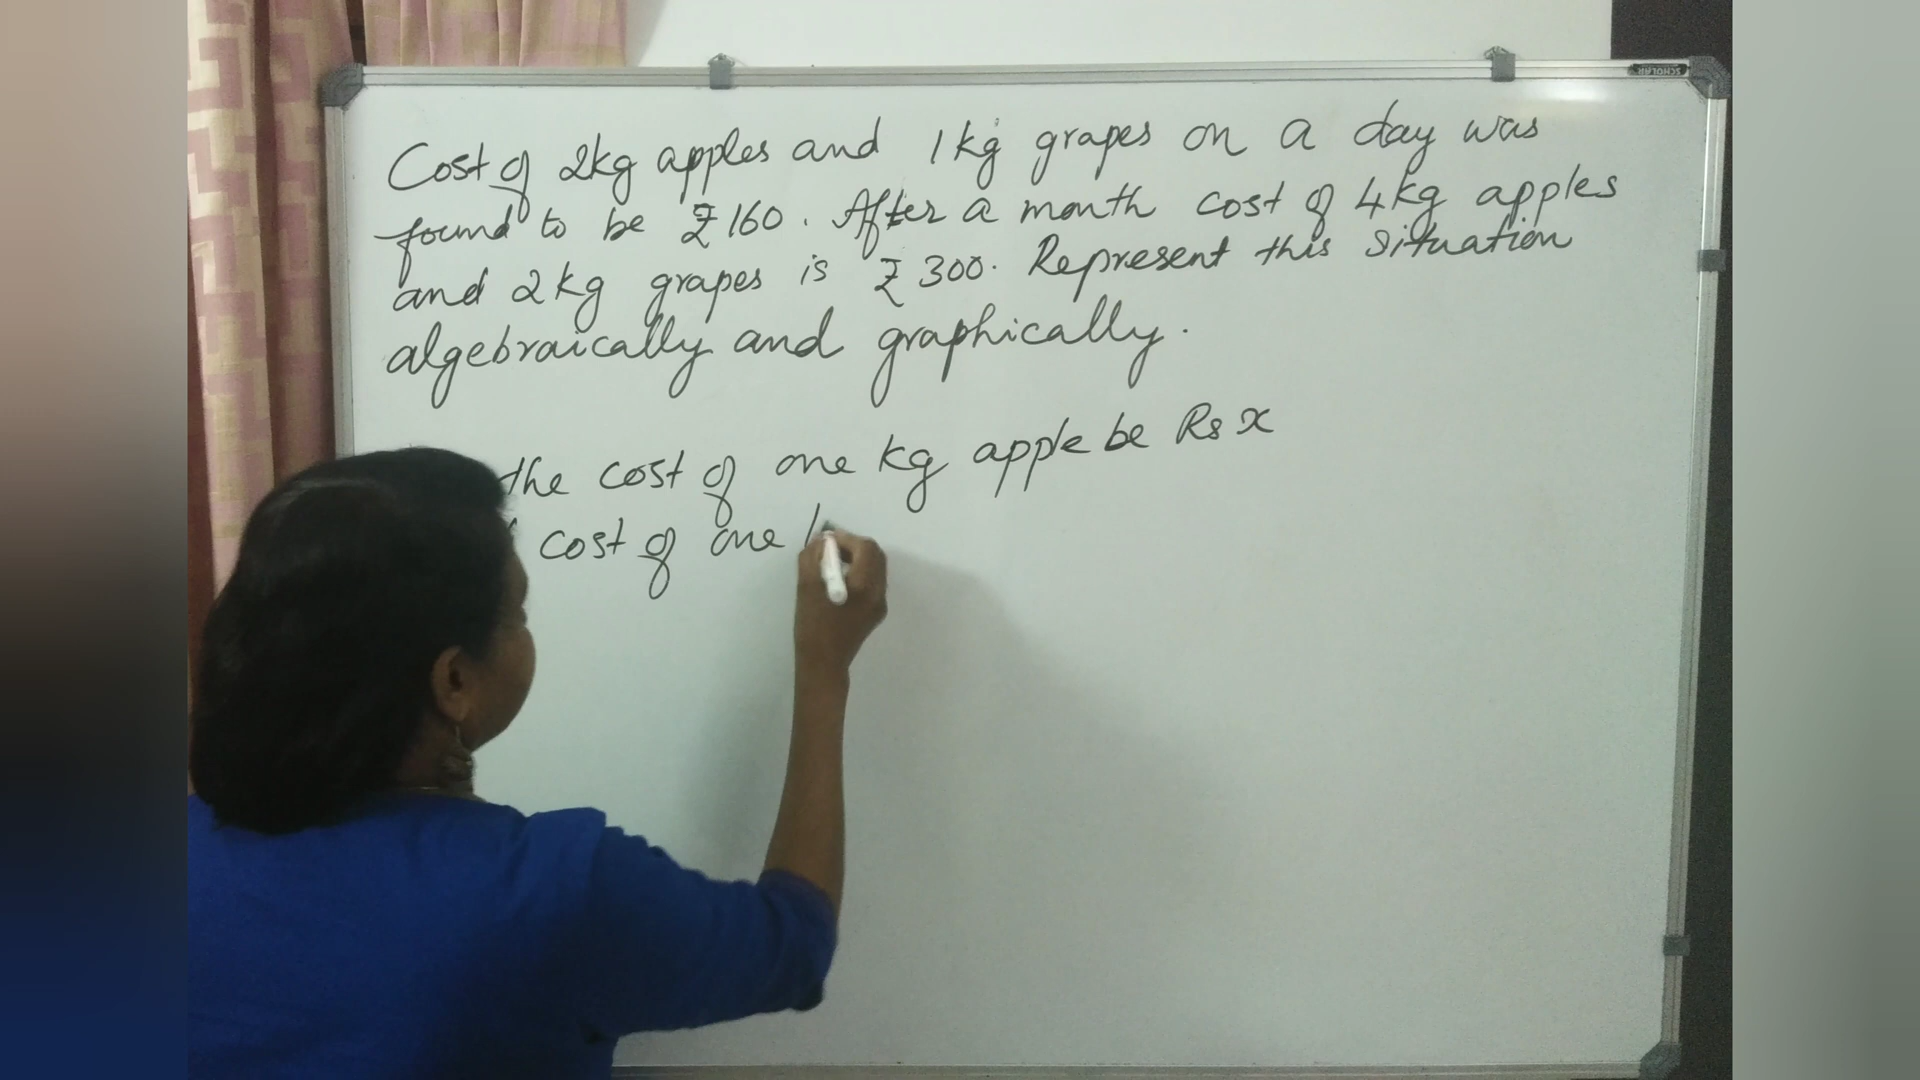 Cost of 2kg apples and 1kg grapes on a day was
found to be ₹160. After a month cost of 4kg apples
and 2kg grapes is ₹300. Represent this situation
algebraically and graphically.
the cost of one kg apple be Rs x
cost of one
SCHOLAR